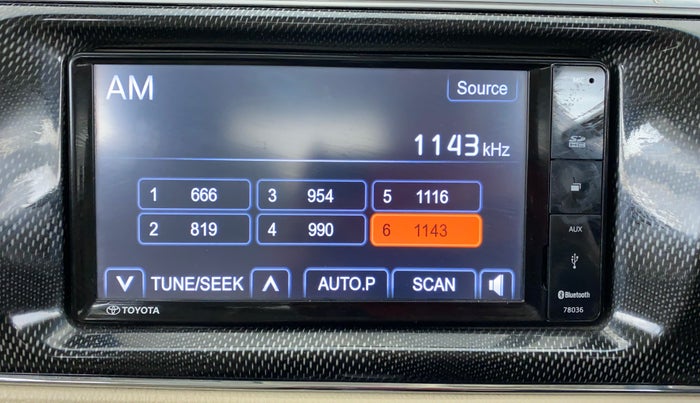 AM
Source
1143 kHz
1 666 3 954 5 1116
2 819 4 990 6 1143
TUNE/SEEK AUTO.P SCAN
TOYOTA
MIC
AUX
Bluetooth
78036